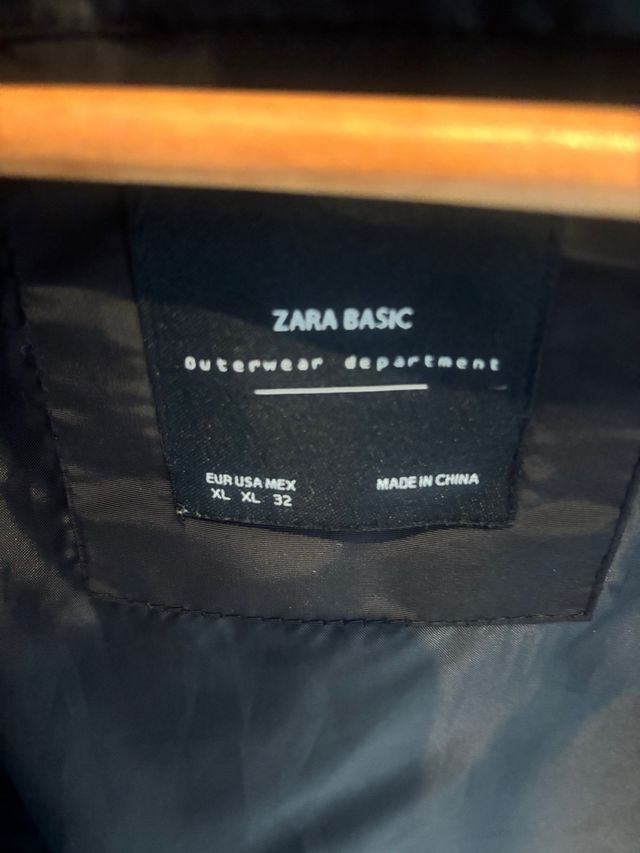 ZARA BASIC
Outerwear department
EUR USA MEX
XL XL 32
MADE IN CHINA